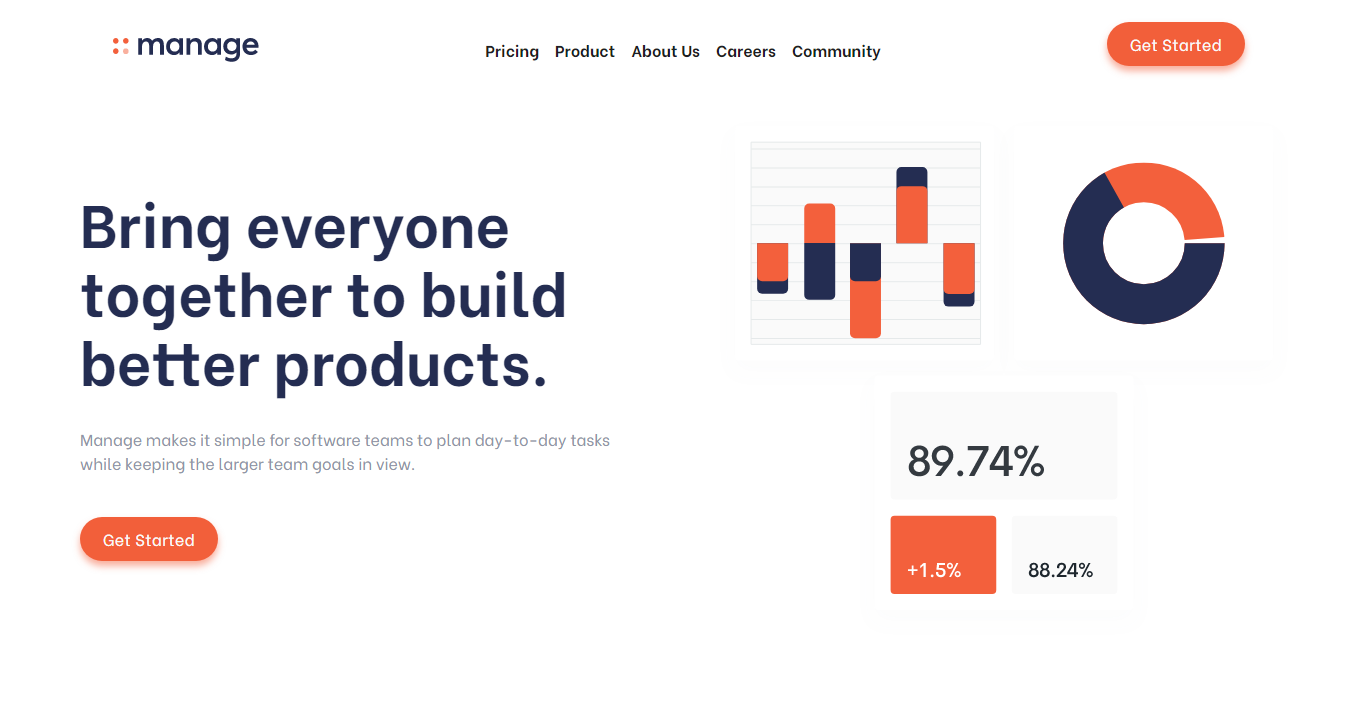 manage
Pricing Product About Us Careers Community
Get Started
Bring everyone
together to build
better products.
Manage makes it simple for software teams to plan day-to-day tasks
while keeping the larger team goals in view.
Get Started
89.74%
+1.5%
88.24%